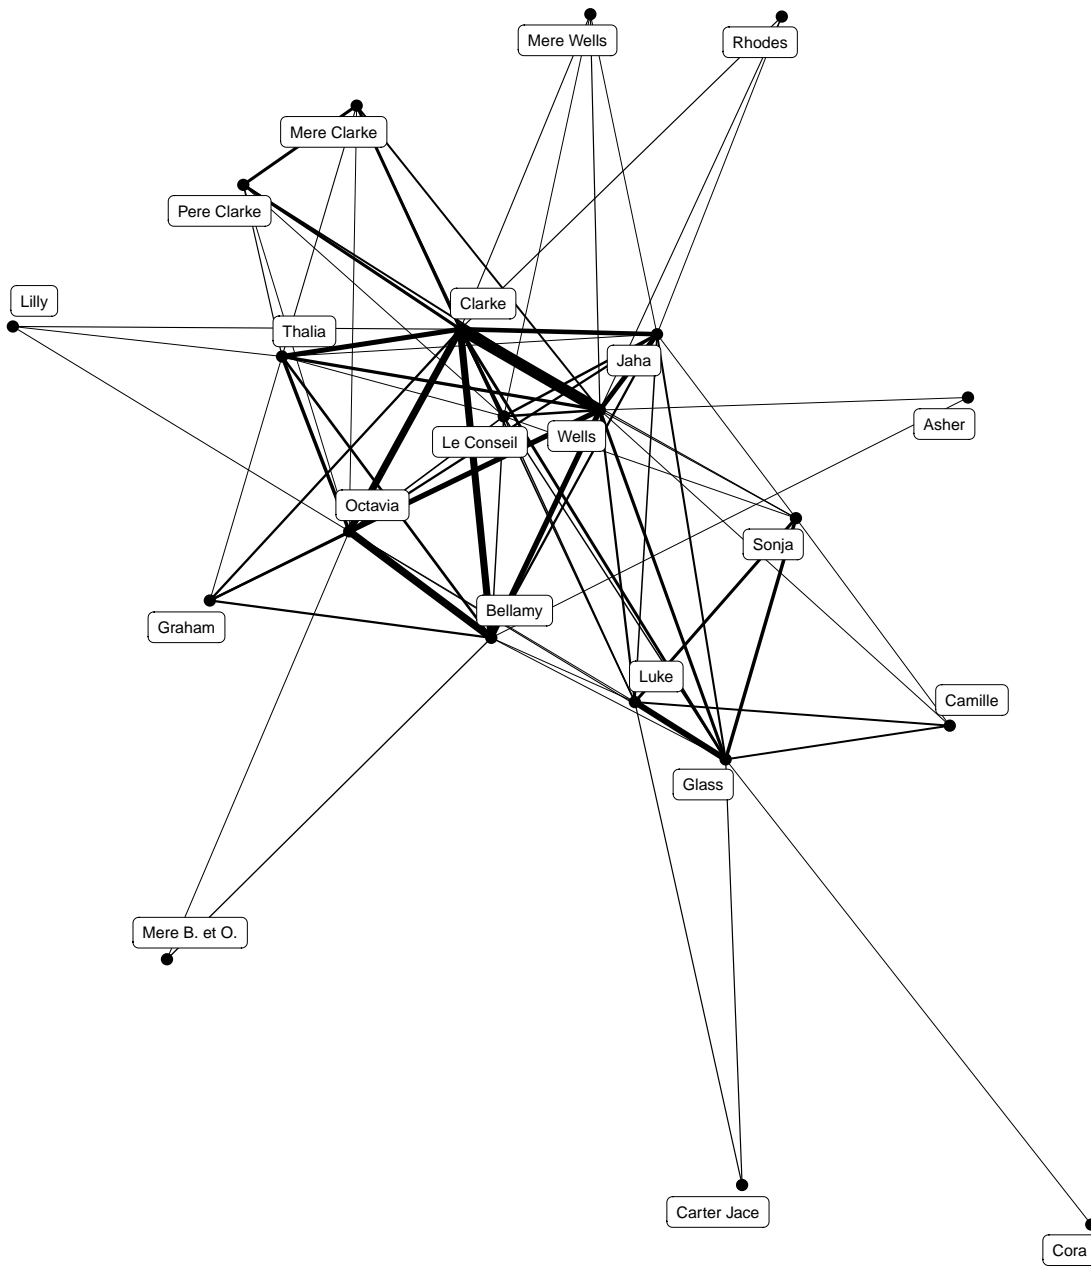 Mere Wells
Rhodes
Mere Clarke
Pere Clarke
Lilly
Clarke
Thalia
Jaha
Asher
Le Conseil
Wells
Octavia
Sonja
Bellamy
Graham
Luke
Camille
Glass
Mere B. et O.
Carter Jace
Cora